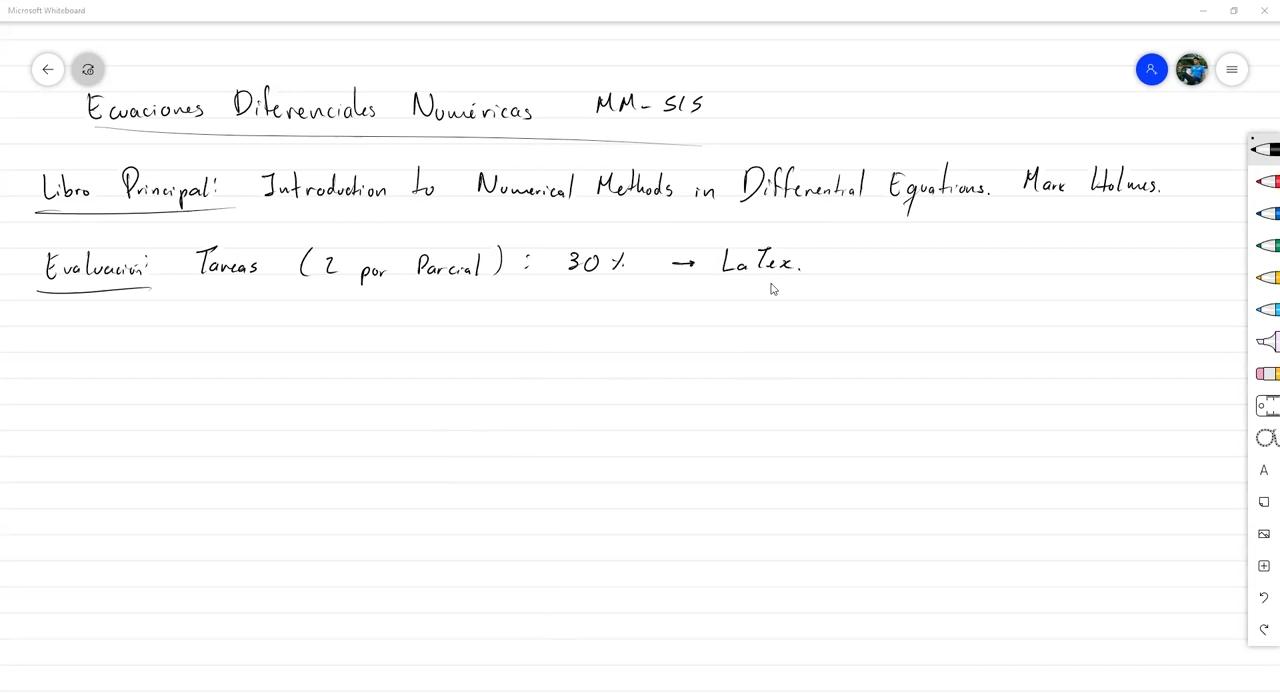 Microsoft Whiteboard
Ecuaciones Diferenciales Numéricas MM-515
Libro Principal: Introduction to Numerical Methods in Differential Equations. Mark Holmes.
Evaluación: Tareas (2 por Parcial) : 30 % → LaTex.
A